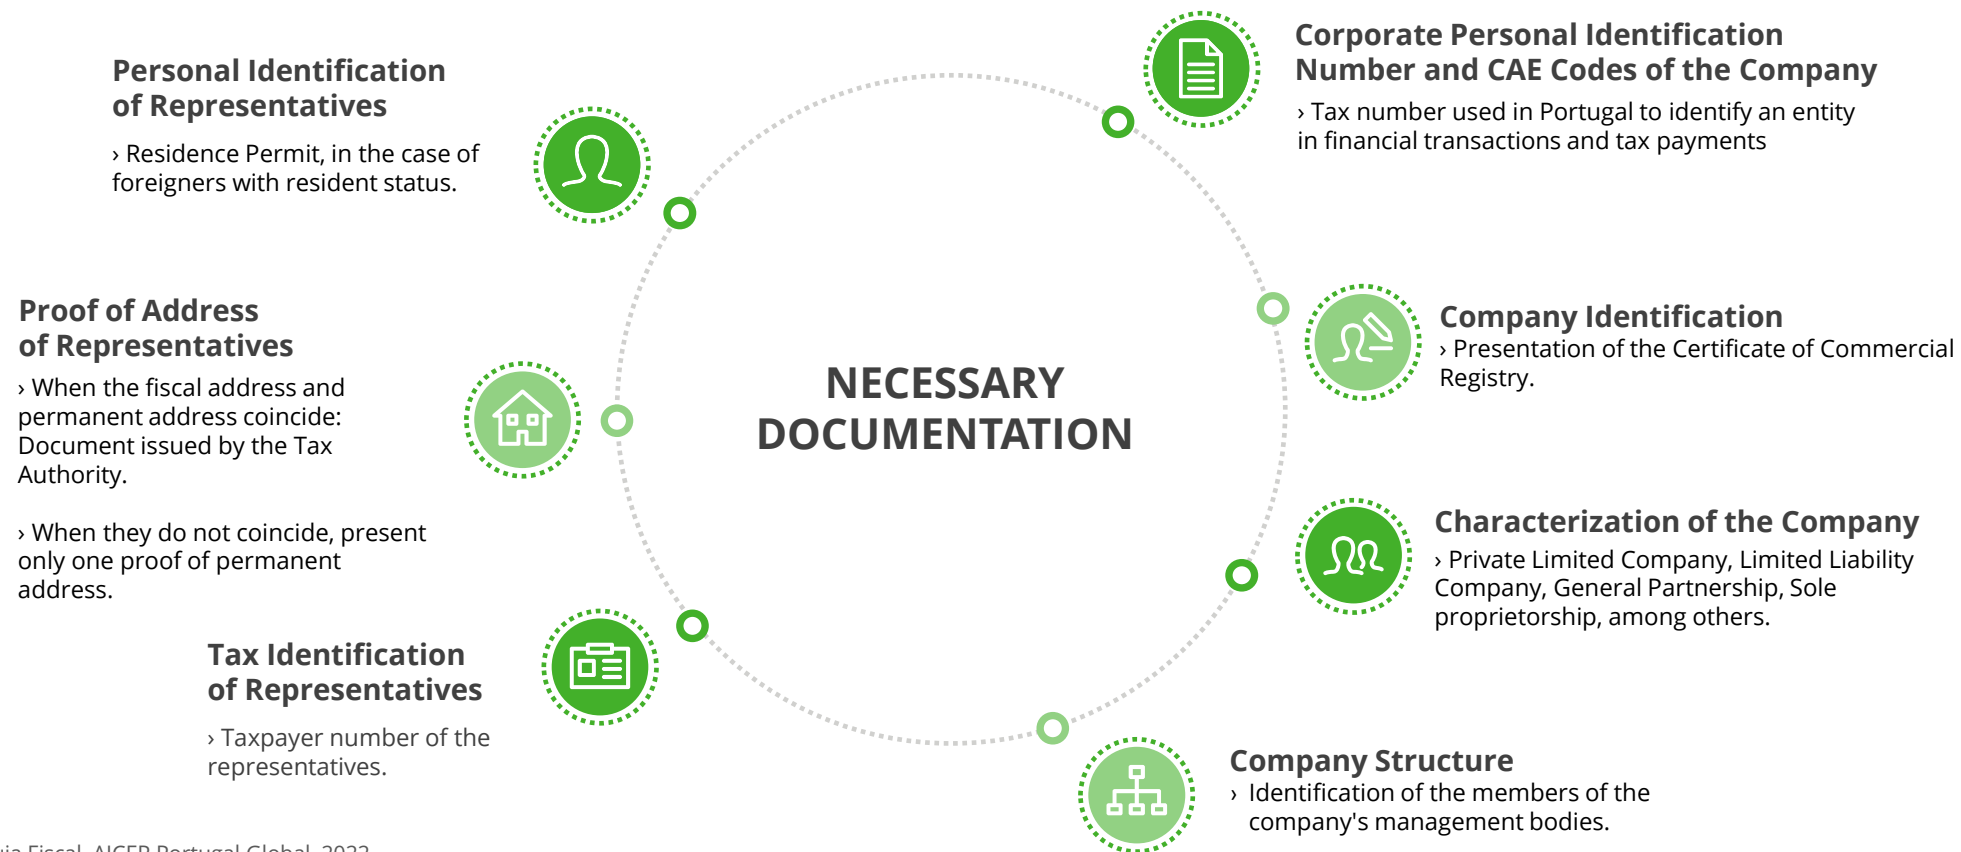 Personal Identification
of Representatives
› Residence Permit, in the case of
foreigners with resident status.
Proof of Address
of Representatives
› When the fiscal address and
permanent address coincide:
Document issued by the Tax
Authority.
› When they do not coincide, present
only one proof of permanent
address.
Tax Identification
of Representatives
› Taxpayer number of the
representatives.
NECESSARY
DOCUMENTATION
Corporate Personal Identification
Number and CAE Codes of the Company
› Tax number used in Portugal to identify an entity
in financial transactions and tax payments
Company Identification
› Presentation of the Certificate of Commercial
Registry.
Characterization of the Company
› Private Limited Company, Limited Liability
Company, General Partnership, Sole
proprietorship, among others.
Company Structure
› Identification of the members of the
company's management bodies.
Fiscal, AICEP Portugal Global, 2022